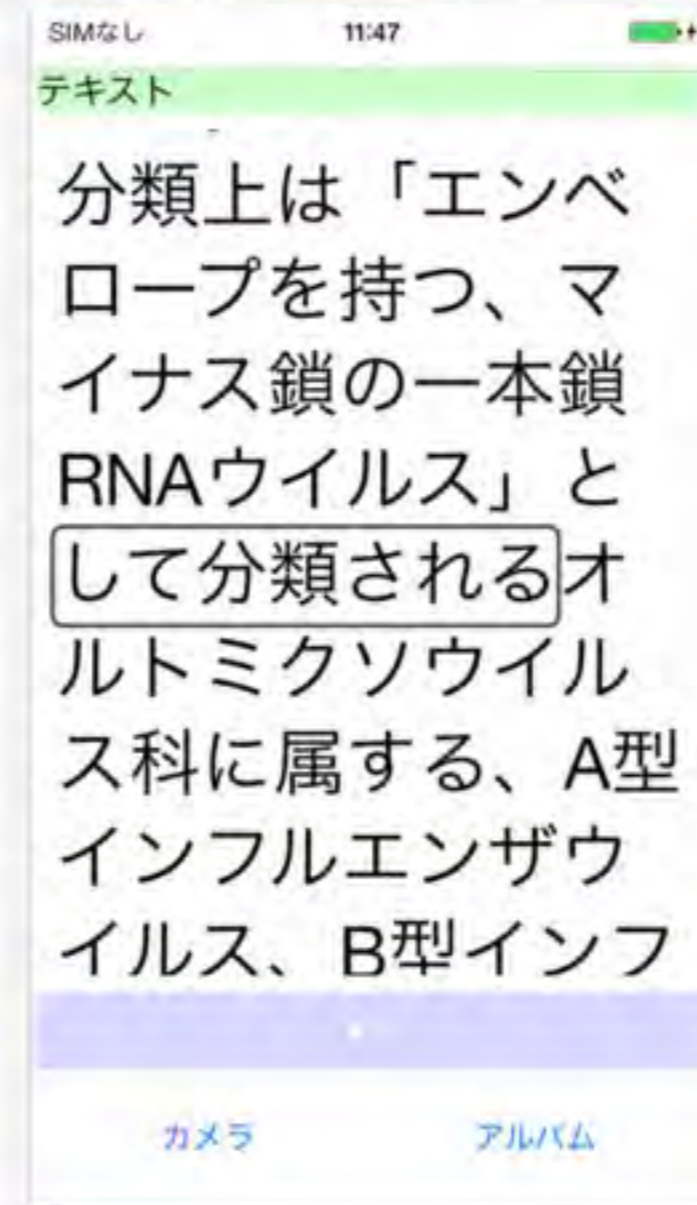 SIMなし 11:47
テキスト
分類上は「エンベ
ロープを持つ、マ
イナス鎖の一本鎖
RNAウイルス」と
して分類されるオ
ルトミクソウイル
ス科に属する、A型
インフルエンザウ
イルス、B型インフ
カメラ アルバム